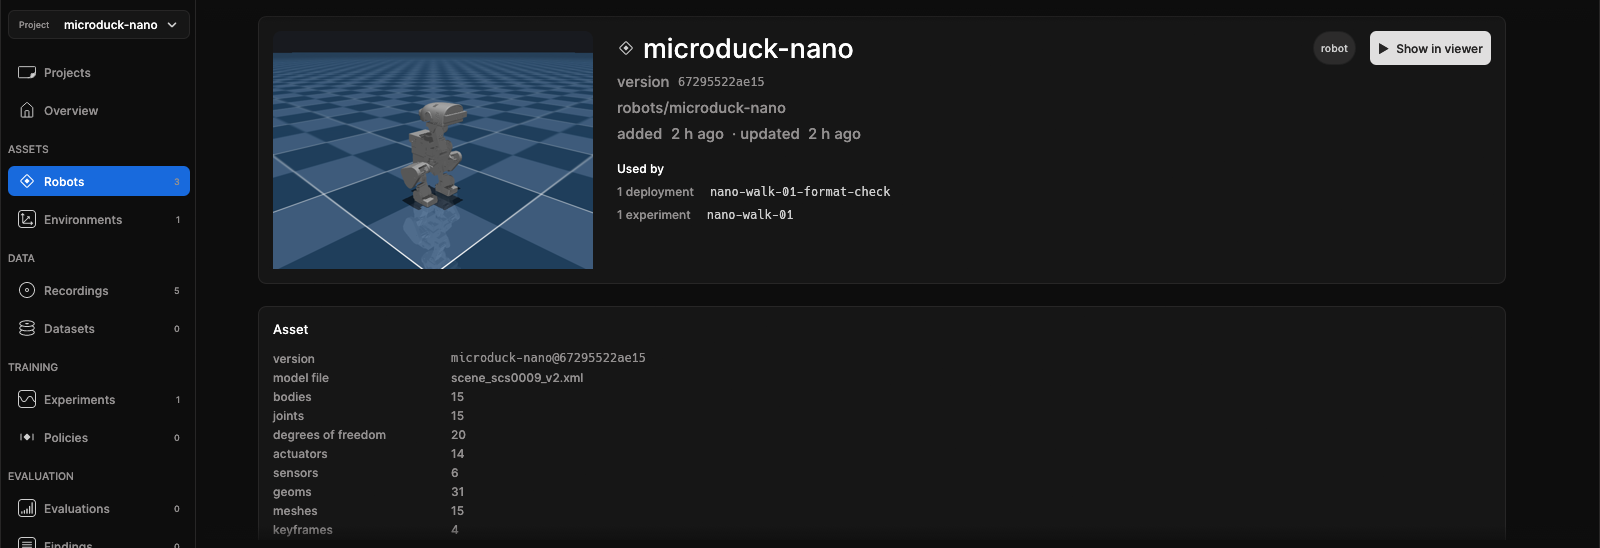 Project microduck-nano
Projects
Overview
ASSETS
Robots 3
Environments 1
DATA
Recordings 5
Datasets 0
TRAINING
Experiments 1
Policies 0
EVALUATION
Evaluations 0
Findings 0
microduck-nano
robot
Show in viewer
version 67295522ae15
robots/microduck-nano
added 2 h ago · updated 2 h ago
Used by
1 deployment nano-walk-01-format-check
1 experiment nano-walk-01
Asset
version microduck-nano@67295522ae15
model file scene_scs0009_v2.xml
bodies 15
joints 15
degrees of freedom 20
actuators 14
sensors 6
geoms 31
meshes 15
keyframes 4